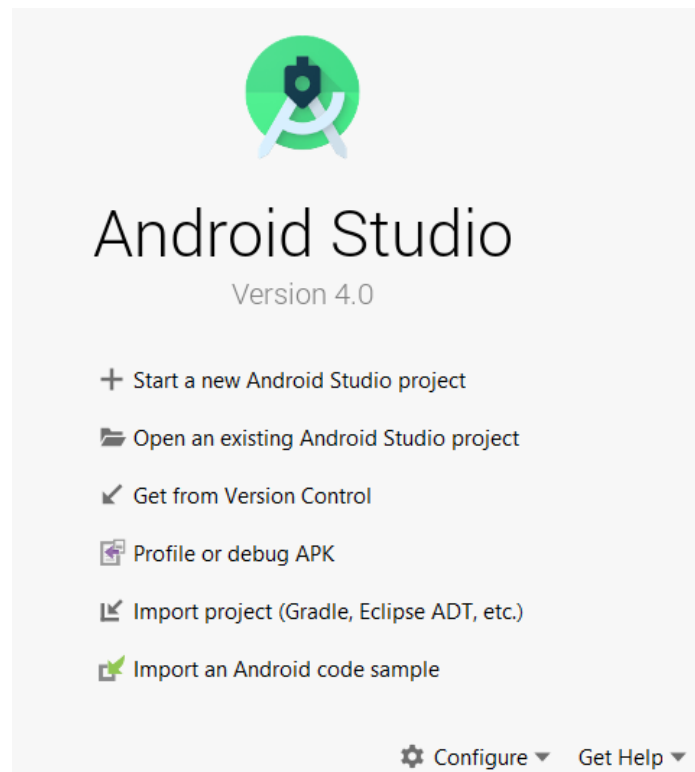 Android Studio
Version 4.0
Start a new Android Studio project
Open an existing Android Studio project
Get from Version Control
Profile or debug APK
Import project (Gradle, Eclipse ADT, etc.)
Import an Android code sample
Configure Get Help